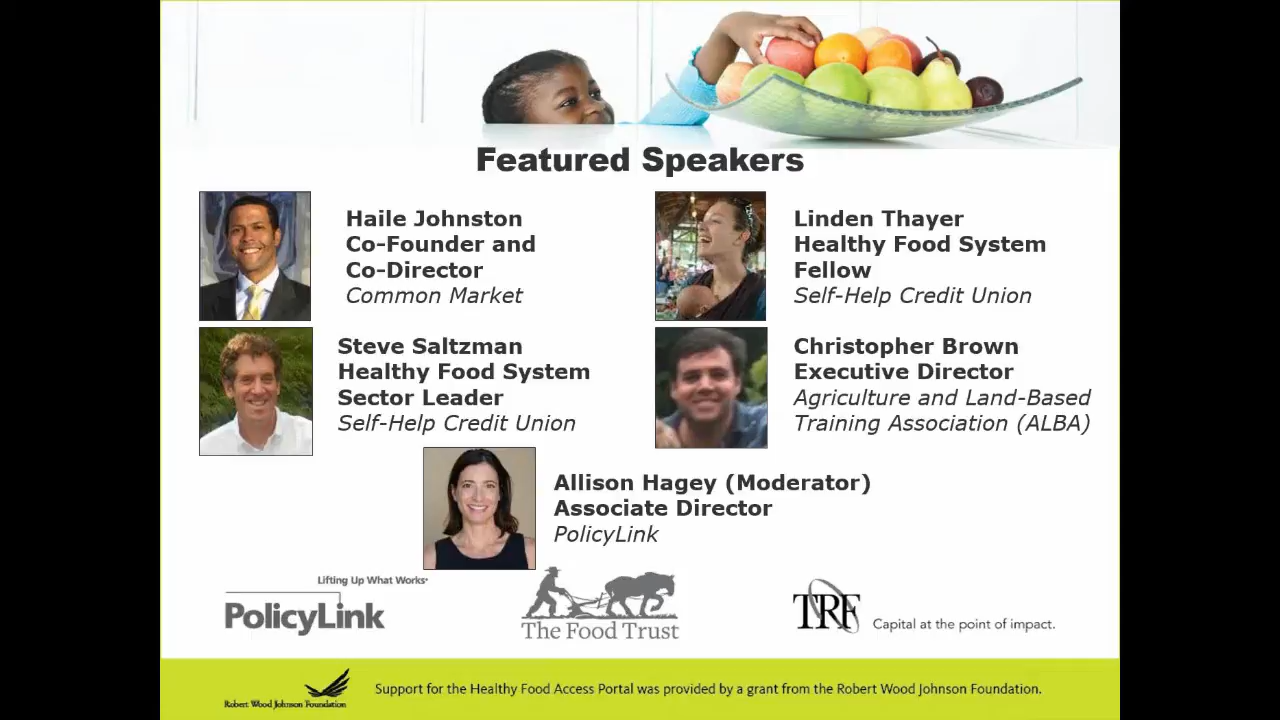 Featured Speakers
Haile Johnston
Co-Founder and
Co-Director
Common Market
Linden Thayer
Healthy Food System
Fellow
Self-Help Credit Union
Steve Saltzman
Healthy Food System
Sector Leader
Self-Help Credit Union
Christopher Brown
Executive Director
Agriculture and Land-Based
Training Association (ALBA)
Allison Hagey (Moderator)
Associate Director
PolicyLink
Lifting Up What Works
PolicyLink
The Food Trust
TRF
Capital at the point of impact.
Robert Wood Johnson Foundation
Support for the Healthy Food Access Portal was provided by a grant from the Robert Wood Johnson Foundation.